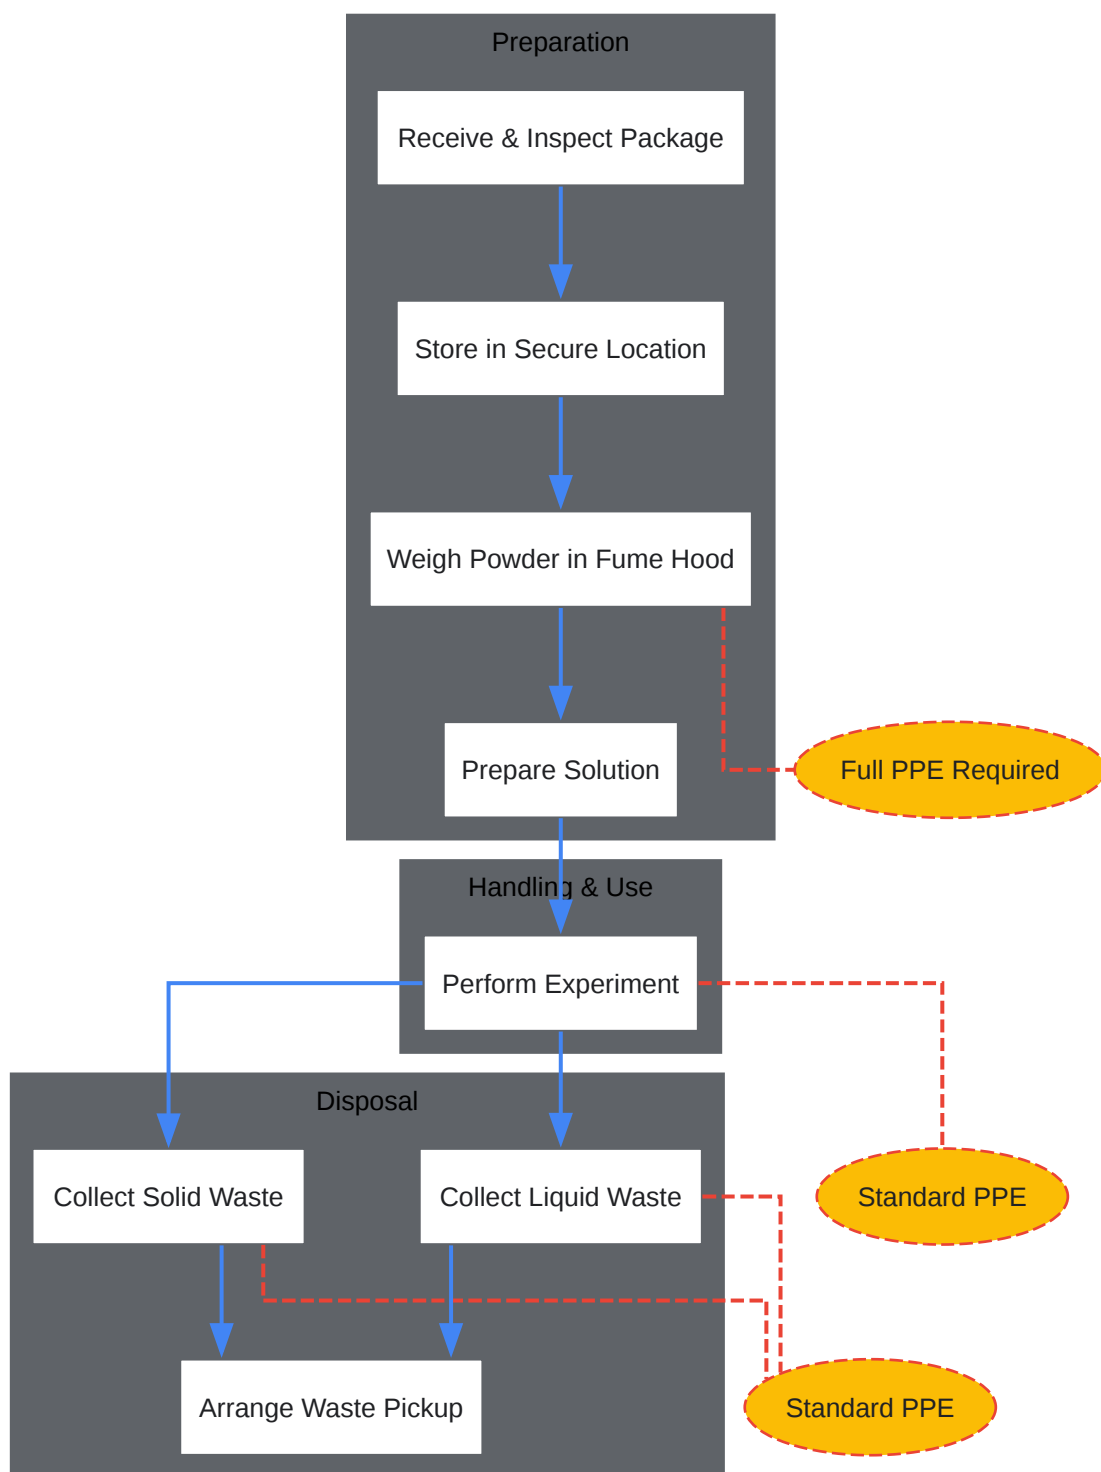 Preparation
Receive & Inspect Package
Store in Secure Location
Weigh Powder in Fume Hood
Prepare Solution
Full PPE Required
Handling & Use
Perform Experiment
Disposal
Collect Solid Waste
Collect Liquid Waste
Standard PPE
Arrange Waste Pickup
Standard PPE